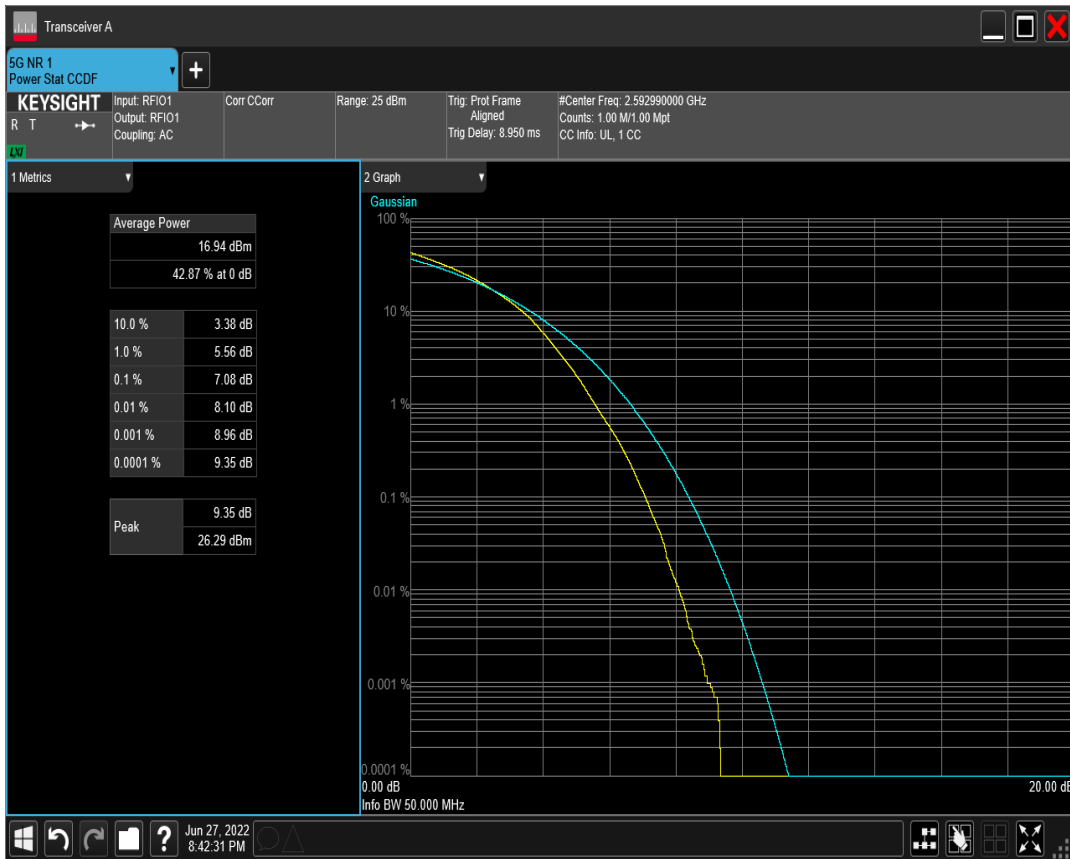 Transceiver A
5G NR 1
Power Stat CCDF
KEYSIGHT
R T
LXI
Input: RFIO1
Output: RFIO1
Coupling: AC
Corr CCorr
Range: 25 dBm
Trig: Prot Frame
Aligned
Trig Delay: 8.950 ms
#Center Freq: 2.592990000 GHz
Counts: 1.00 M/1.00 Mpt
CC Info: UL, 1 CC
1 Metrics
Average Power
16.94 dBm
42.87 % at 0 dB
10.0 % 3.38 dB
1.0 % 5.56 dB
0.1 % 7.08 dB
0.01 % 8.10 dB
0.001 % 8.96 dB
0.0001 % 9.35 dB
Peak 9.35 dB
26.29 dBm
2 Graph
Gaussian
100 %
10 %
1 %
0.1 %
0.01 %
0.001 %
0.0001 %
0.00 dB 20.00 dB
Info BW 50.000 MHz
Jun 27, 2022
8:42:31 PM